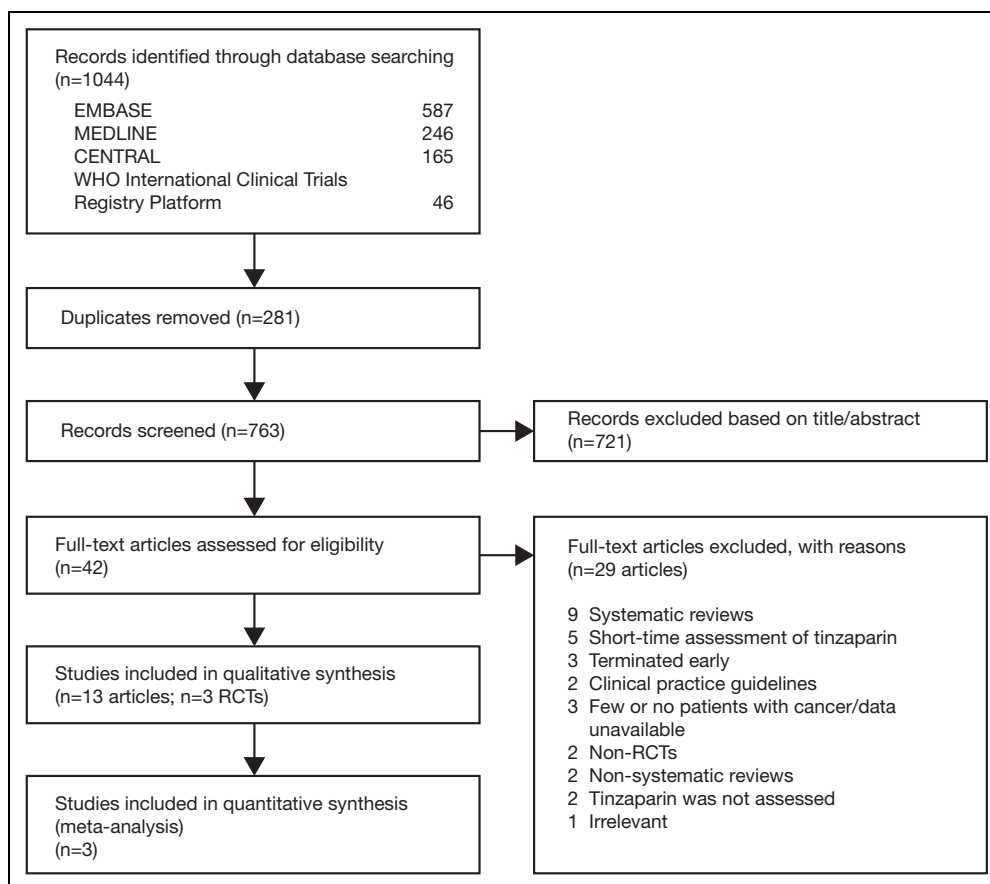 Records identified through database searching
(n=1044)
EMBASE 587
MEDLINE 246
CENTRAL 165
WHO International Clinical Trials
Registry Platform 46
Duplicates removed (n=281)
Records screened (n=763)
Records excluded based on title/abstract
(n=721)
Full-text articles assessed for eligibility
(n=42)
Full-text articles excluded, with reasons
(n=29 articles)
9 Systematic reviews
5 Short-time assessment of tinzaparin
3 Terminated early
2 Clinical practice guidelines
3 Few or no patients with cancer/data
unavailable
2 Non-RCTs
2 Non-systematic reviews
2 Tinzaparin was not assessed
1 Irrelevant
Studies included in qualitative synthesis
(n=13 articles; n=3 RCTs)
Studies included in quantitative synthesis
(meta-analysis)
(n=3)